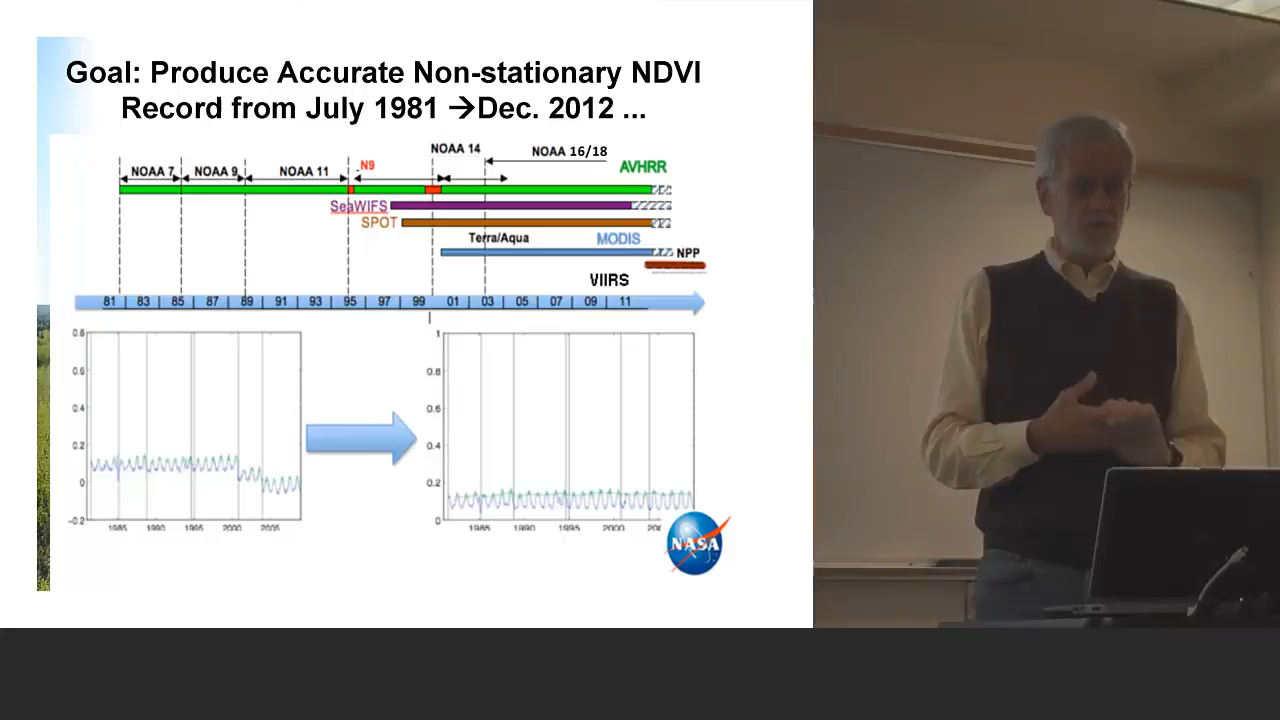 Goal: Produce Accurate Non-stationary NDVI
Record from July 1981 →Dec. 2012 ...
NOAA 7
NOAA 9
NOAA 11
N9
NOAA 14
NOAA 16/18
AVHRR
SeaWIFS
SPOT
Terra/Aqua
MODIS
NPP
VIIRS
81 83 85 87 89 91 93 95 97 99 01 03 05 07 09 11
0.8
0.6
0.4
0.2
0
-0.2
1985 1990 1995 2000 2005
1
0.8
0.6
0.4
0.2
0
1985 1990 1995 2000
NASA